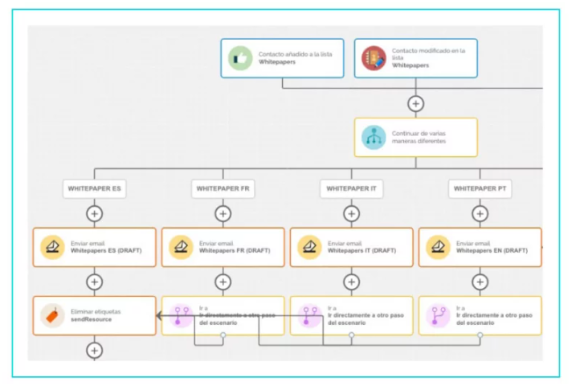 Contacto añadido a la lista
Whitepapers
Contacto modificado en la
lista
Whitepapers
Continuar de varias
maneras diferentes
WHITEPAPER ES
WHITEPAPER FR
WHITEPAPER IT
WHITEPAPER PT
Enviar email
Whitepapers ES (DRAFT)
Enviar email
Whitepapers FR (DRAFT)
Enviar email
Whitepapers IT (DRAFT)
Enviar email
Whitepapers EN (DRAFT)
Eliminar etiquetas
sendResource
Ir a
Ir directamente a otro paso
del escenario
Ir a
Ir directamente a otro paso
del escenario
Ir a
Ir directamente a otro paso
del escenario